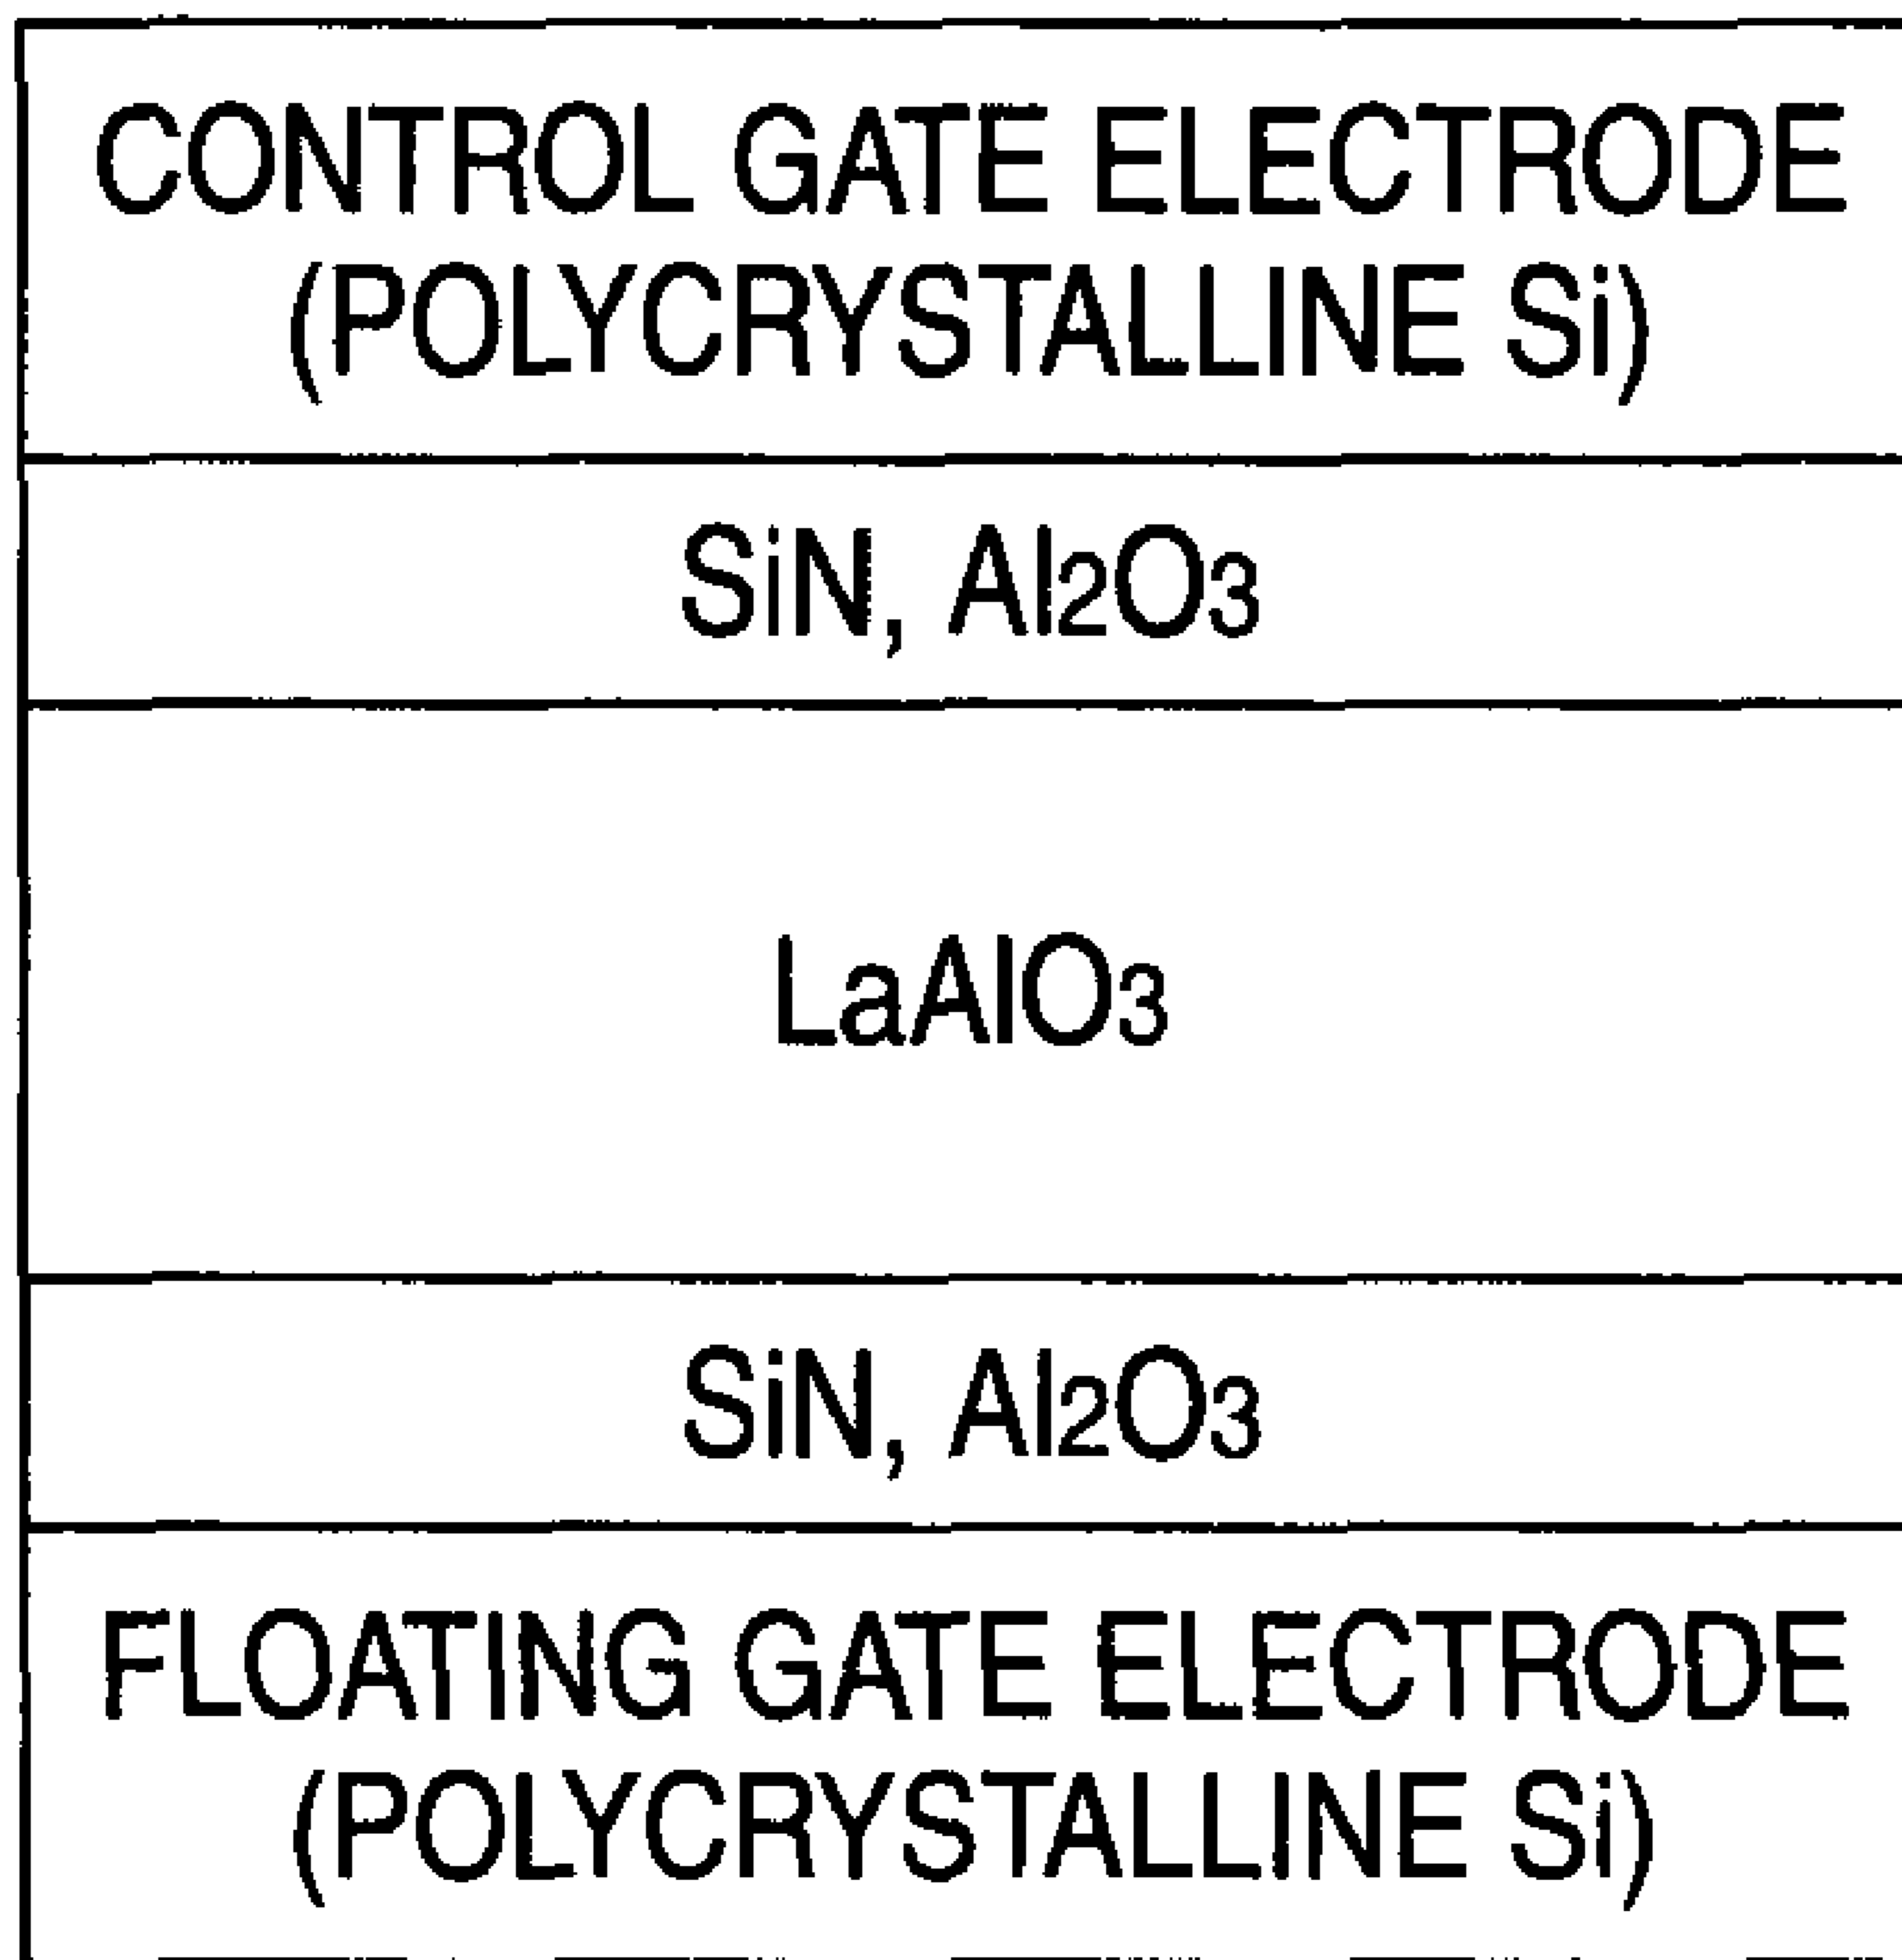 CONTROL GATE ELECTRODE
(POLYCRYSTALLINE Si)
SiN, Al2O3
LaAlO3
SiN, Al2O3
FLOATING GATE ELECTRODE
(POLYCRYSTALLINE Si)